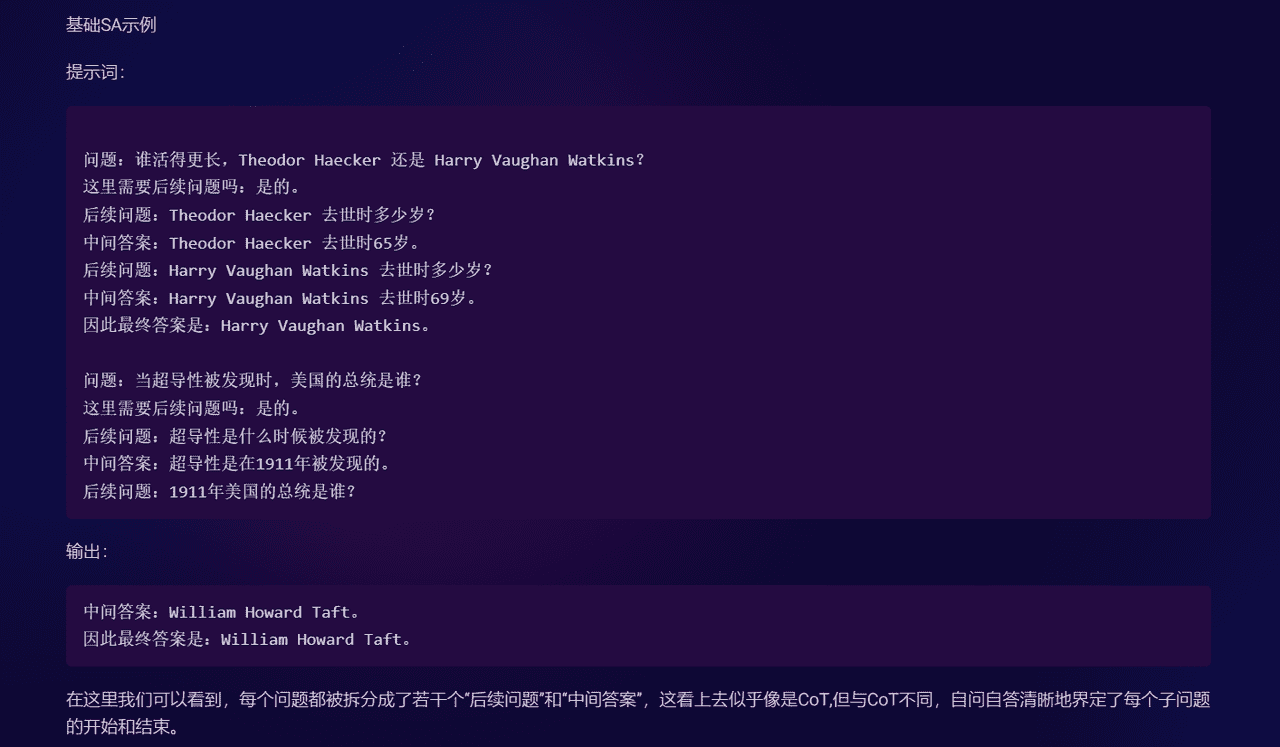 基础SA示例
提示词：
问题：谁活得更长，Theodor Haecker 还是 Harry Vaughan Watkins？
这里需要后续问题吗：是的。
后续问题：Theodor Haecker 去世时多少岁？
中间答案：Theodor Haecker 去世时65岁。
后续问题：Harry Vaughan Watkins 去世时多少岁？
中间答案：Harry Vaughan Watkins 去世时69岁。
因此最终答案是：Harry Vaughan Watkins。
问题：当超导性被发现时，美国的总统是谁？
这里需要后续问题吗：是的。
后续问题：超导性是什么时候被发现的？
中间答案：超导性是在1911年被发现的。
后续问题：1911年美国的总统是谁？
输出：
中间答案：William Howard Taft。
因此最终答案是：William Howard Taft。
在这里我们可以看到，每个问题都被拆分成了若干个“后续问题”和“中间答案”，这看上去似乎像是CoT,但与CoT不同，自问自答清晰地界定了每个子问题
的开始和结束。